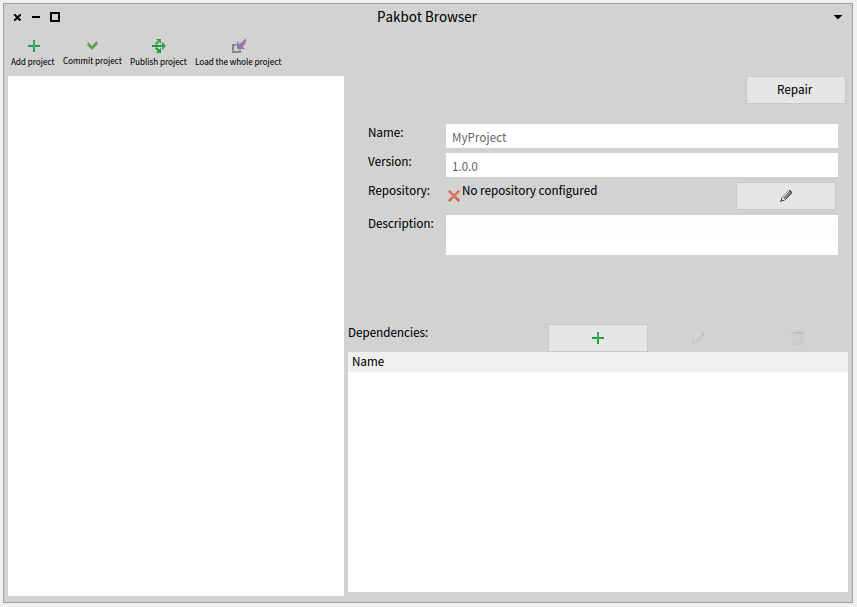 Pakbot Browser
Add project
Commit project
Publish project
Load the whole project
Repair
Name:
MyProject
Version:
1.0.0
Repository:
No repository configured
Description:
Dependencies:
Name